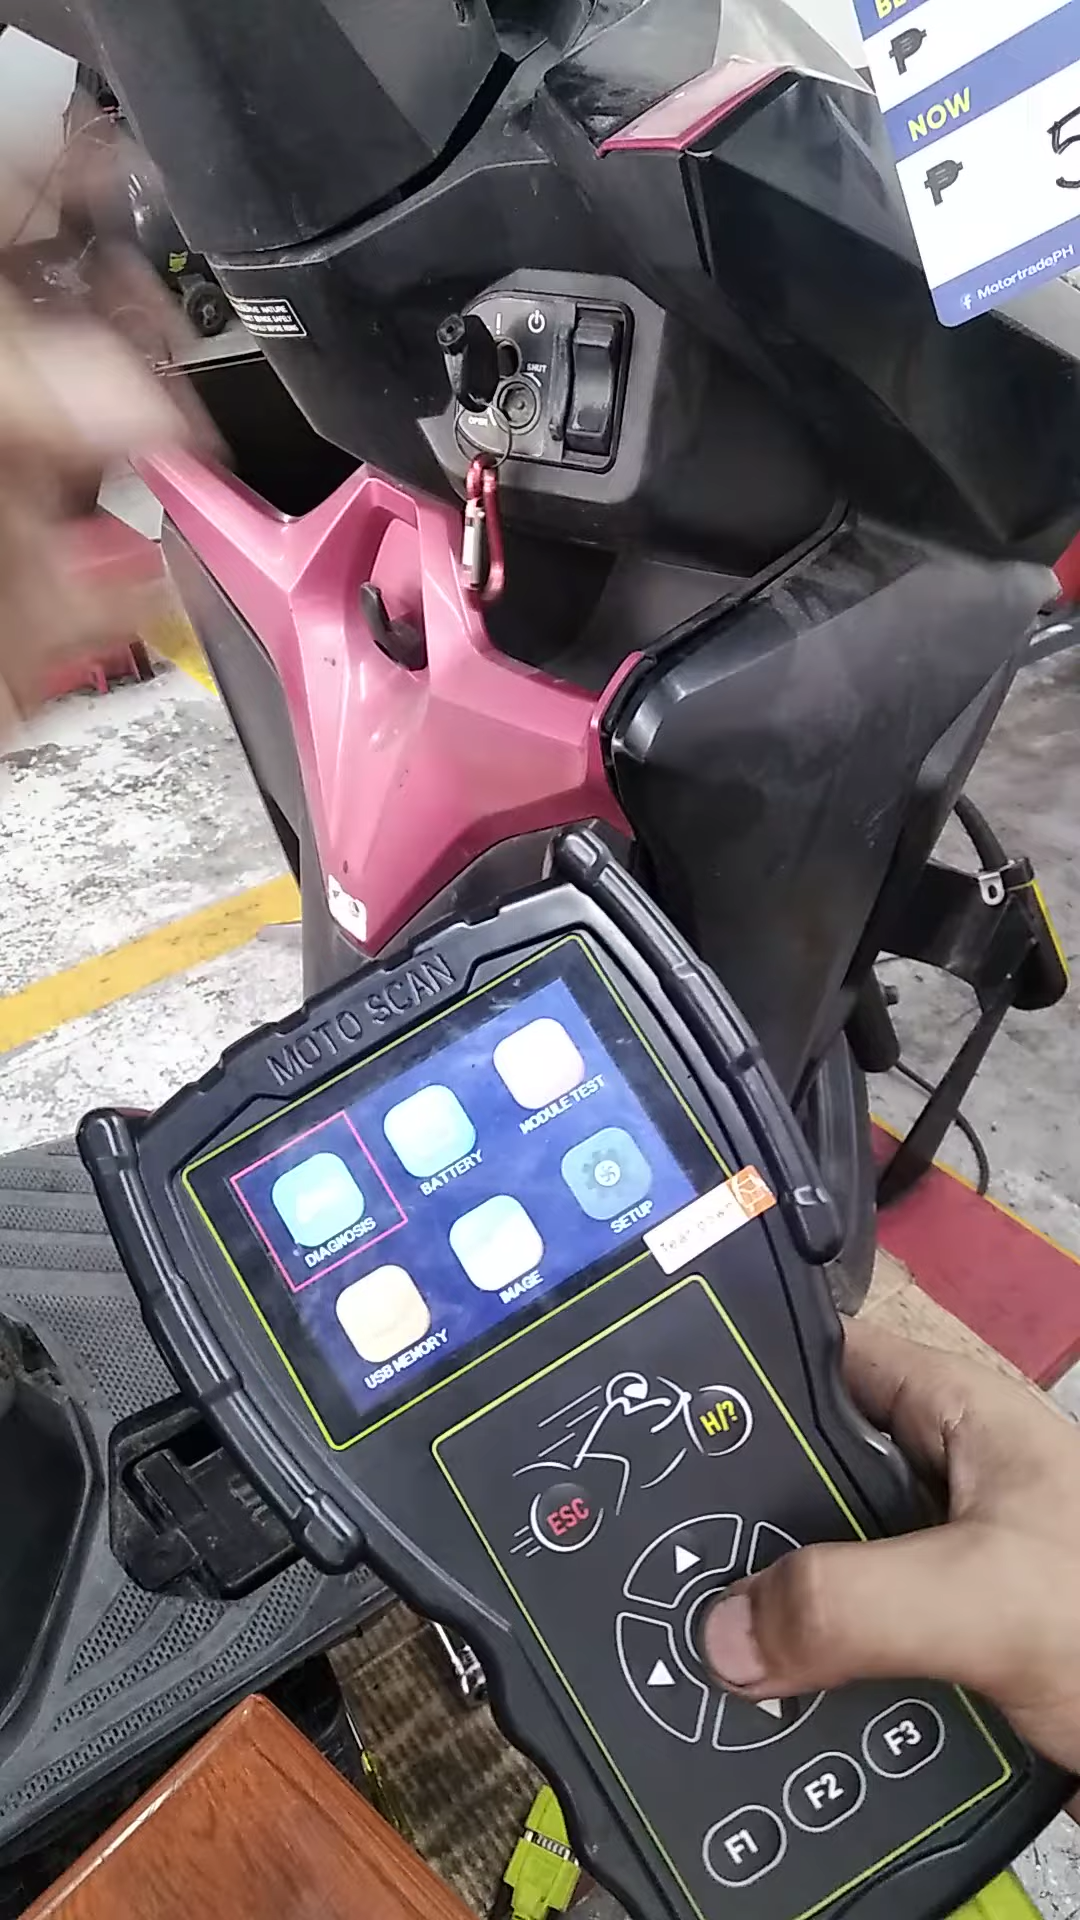 ₱
NOW
₱
MotortradePH
SHUT
OPEN
MOTO SCAN
MODULE TEST
BATTERY
DIAGNOSIS
SETUP
IMAGE
USB MEMORY
H/?
ESC
F3
F2
F1